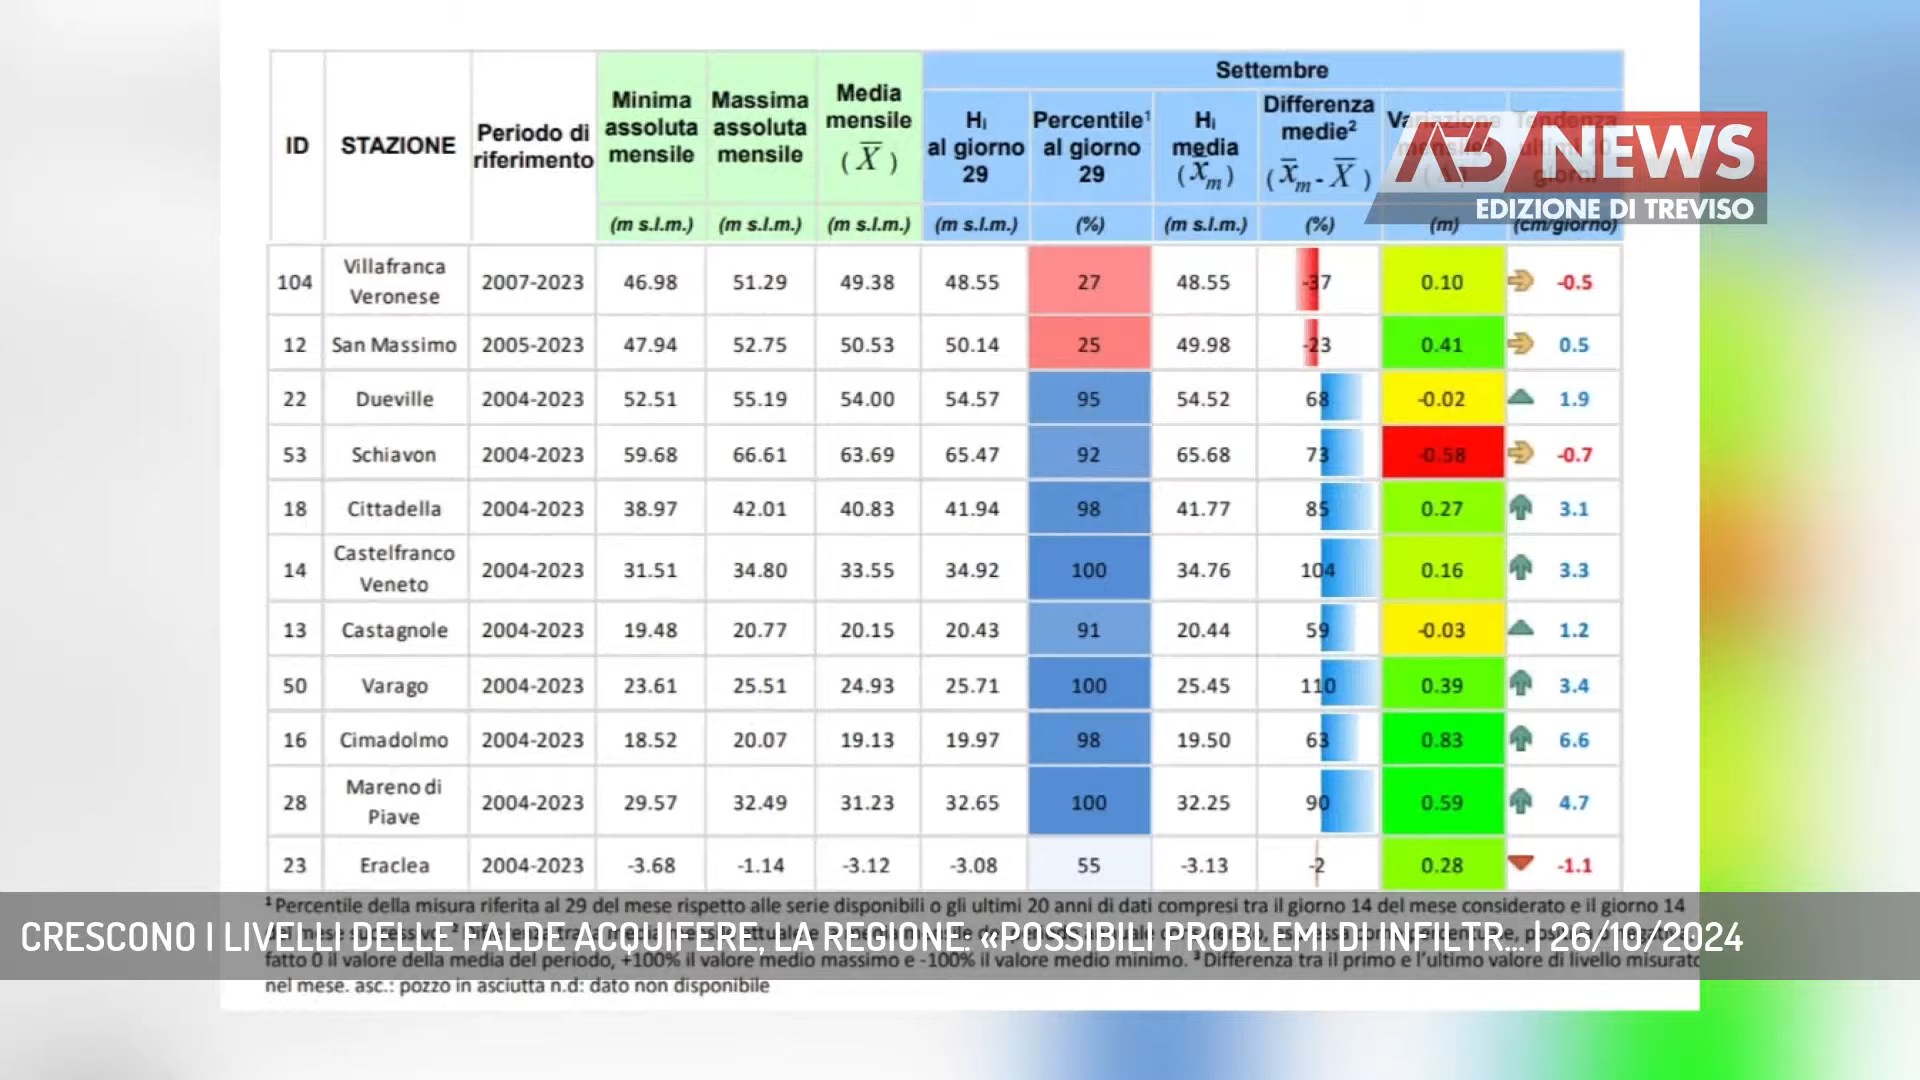 Settembre
ID STAZIONE Periodo di riferimento Minima assoluta mensile Massima assoluta mensile Media mensile ( X̅ ) Hᵢ al giorno 29 Percentile¹ al giorno 29 Hᵢ media (x̅ₘ) Differenza medie² (x̅ₘ - X̅) Variazione Tendenza ultimi 10 giorni
(m s.l.m.) (m s.l.m.) (m s.l.m.) (m s.l.m.) (%) (m s.l.m.) (%) (m) (cm/giorno)
A3 NEWS
EDIZIONE DI TREVISO
104 Villafranca Veronese 2007-2023 46.98 51.29 49.38 48.55 27 48.55 -37 0.10 -0.5
12 San Massimo 2005-2023 47.94 52.75 50.53 50.14 25 49.98 -23 0.41 0.5
22 Dueville 2004-2023 52.51 55.19 54.00 54.57 95 54.52 68 -0.02 1.9
53 Schiavon 2004-2023 59.68 66.61 63.69 65.47 92 65.68 73 -0.58 -0.7
18 Cittadella 2004-2023 38.97 42.01 40.83 41.94 98 41.77 85 0.27 3.1
14 Castelfranco Veneto 2004-2023 31.51 34.80 33.55 34.92 100 34.76 104 0.16 3.3
13 Castagnole 2004-2023 19.48 20.77 20.15 20.43 91 20.44 59 -0.03 1.2
50 Varago 2004-2023 23.61 25.51 24.93 25.71 100 25.45 110 0.39 3.4
16 Cimadolmo 2004-2023 18.52 20.07 19.13 19.97 98 19.50 63 0.83 6.6
28 Mareno di Piave 2004-2023 29.57 32.49 31.23 32.65 100 32.25 90 0.59 4.7
23 Eraclea 2004-2023 -3.68 -1.14 -3.12 -3.08 55 -3.13 -2 0.28 -1.1
¹ Percentile della misura riferita al 29 del mese rispetto alle serie disponibili o gli ultimi 20 anni di dati compresi tra il giorno 14 del mese considerato e il giorno 14
CRESCONO I LIVELLI DELLE FALDE ACQUIFERE, LA REGIONE: «POSSIBILI PROBLEMI DI INFILTR... | 26/10/2024
fatto 0 il valore della media del periodo, +100% il valore medio massimo e -100% il valore medio minimo. ³ Differenza tra il primo e l'ultimo valore di livello misurato
nel mese. asc.: pozzo in asciutta n.d: dato non disponibile